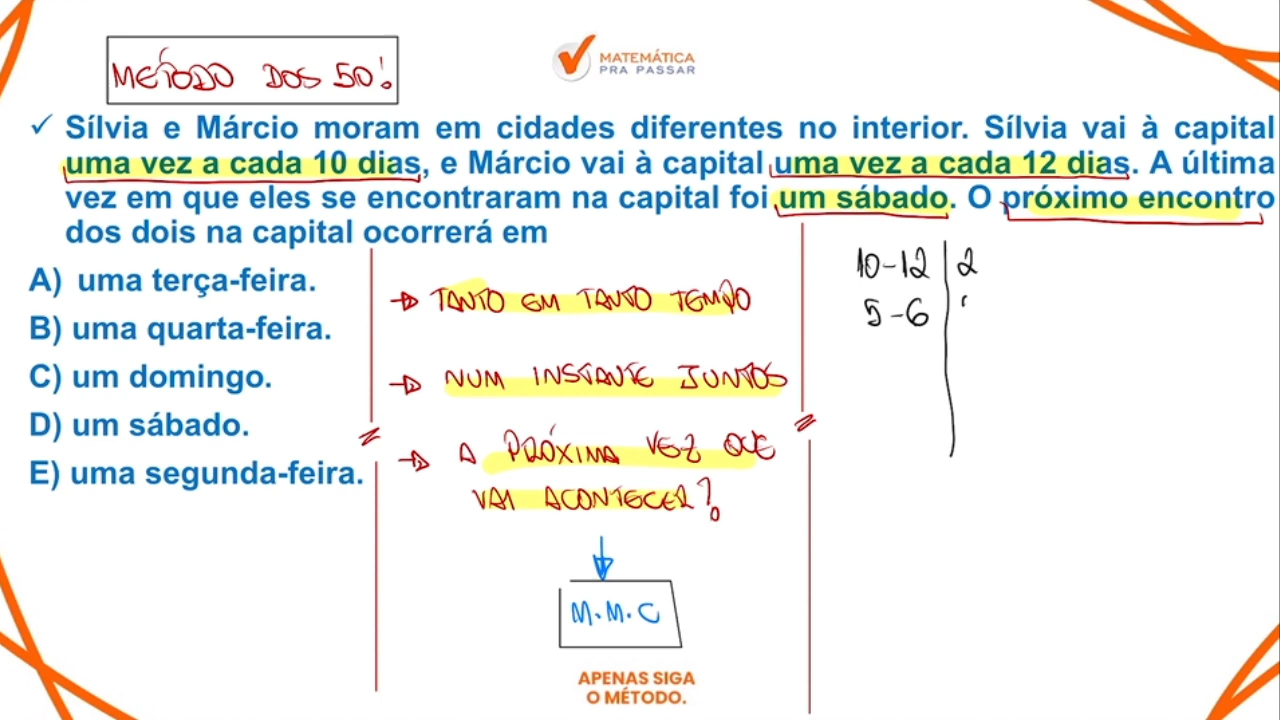 MÉTODO DOS 50!
MATEMÁTICA
PRA PASSAR
✓ Sílvia e Márcio moram em cidades diferentes no interior. Sílvia vai à capital
uma vez a cada 10 dias, e Márcio vai à capital uma vez a cada 12 dias. A última
vez em que eles se encontraram na capital foi um sábado. O próximo encontro
dos dois na capital ocorrerá em
A) uma terça-feira.
B) uma quarta-feira.
C) um domingo.
D) um sábado.
E) uma segunda-feira.
→ TANTO EM TANTO TEMPO
→ NUM INSTANTE JUNTOS
→ A PRÓXIMA VEZ QUE
VAI ACONTECER?
M.M.C
10-12 | 2
5-6
APENAS SIGA
O MÉTODO.